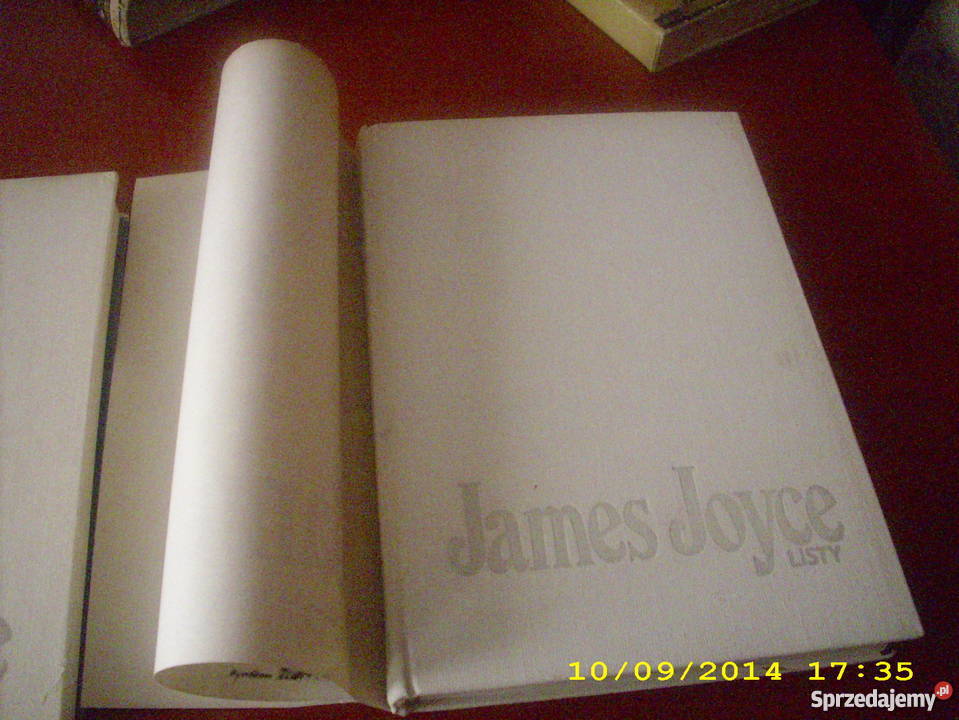 James Joyce
LISTY
10/09/2014 17:35
Sprzedajemy.pl